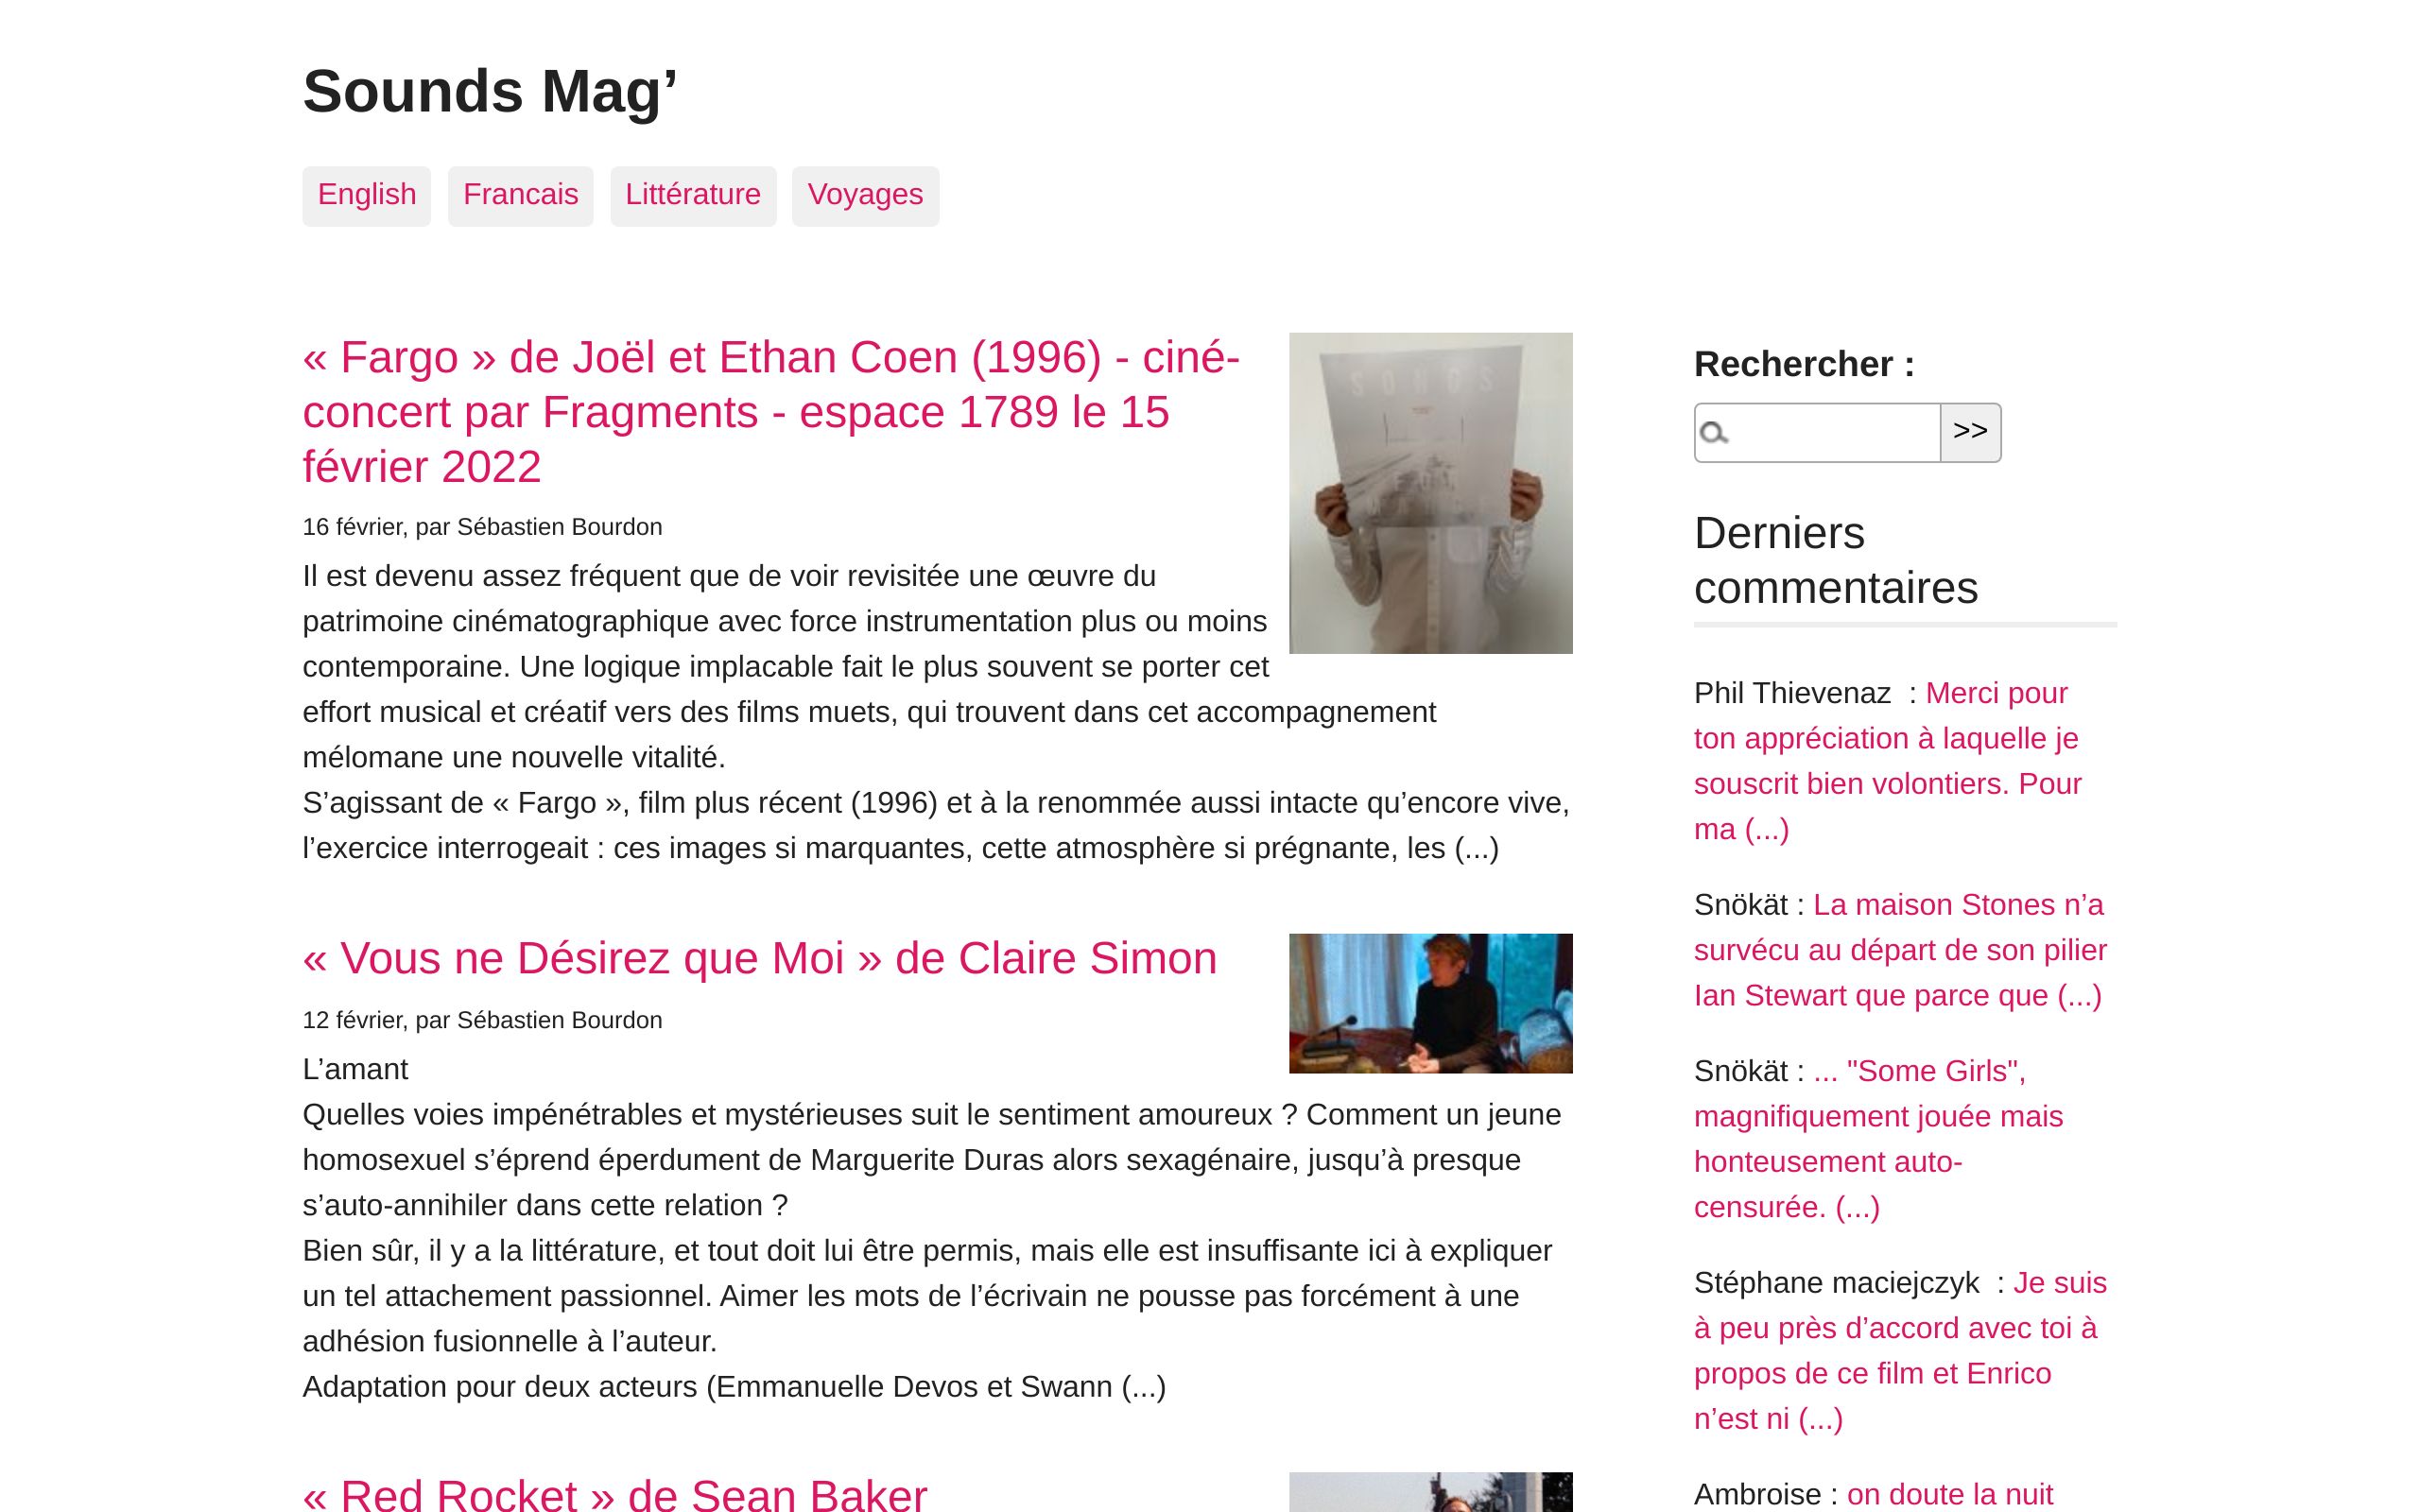 Sounds Mag’
English
Francais
Littérature
Voyages
« Fargo » de Joël et Ethan Coen (1996) - ciné-
concert par Fragments - espace 1789 le 15
février 2022
16 février, par Sébastien Bourdon
Il est devenu assez fréquent que de voir revisitée une œuvre du
patrimoine cinématographique avec force instrumentation plus ou moins
contemporaine. Une logique implacable fait le plus souvent se porter cet
effort musical et créatif vers des films muets, qui trouvent dans cet accompagnement
mélomane une nouvelle vitalité.
S’agissant de « Fargo », film plus récent (1996) et à la renommée aussi intacte qu’encore vive,
l’exercice interrogeait : ces images si marquantes, cette atmosphère si prégnante, les (...)
SONGS
« Vous ne Désirez que Moi » de Claire Simon
12 février, par Sébastien Bourdon
L’amant
Quelles voies impénétrables et mystérieuses suit le sentiment amoureux ? Comment un jeune
homosexuel s’éprend éperdument de Marguerite Duras alors sexagénaire, jusqu’à presque
s’auto-annihiler dans cette relation ?
Bien sûr, il y a la littérature, et tout doit lui être permis, mais elle est insuffisante ici à expliquer
un tel attachement passionnel. Aimer les mots de l’écrivain ne pousse pas forcément à une
adhésion fusionnelle à l’auteur.
Adaptation pour deux acteurs (Emmanuelle Devos et Swann (...)
« Red Rocket » de Sean Baker
Rechercher :
>>
Derniers
commentaires
Phil Thievenaz  : Merci pour
ton appréciation à laquelle je
souscrit bien volontiers. Pour
ma (...)
Snökät : La maison Stones n’a
survécu au départ de son pilier
Ian Stewart que parce que (...)
Snökät : ... "Some Girls",
magnifiquement jouée mais
honteusement auto-
censurée. (...)
Stéphane maciejczyk  : Je suis
à peu près d’accord avec toi à
propos de ce film et Enrico
n’est ni (...)
Ambroise : on doute la nuit